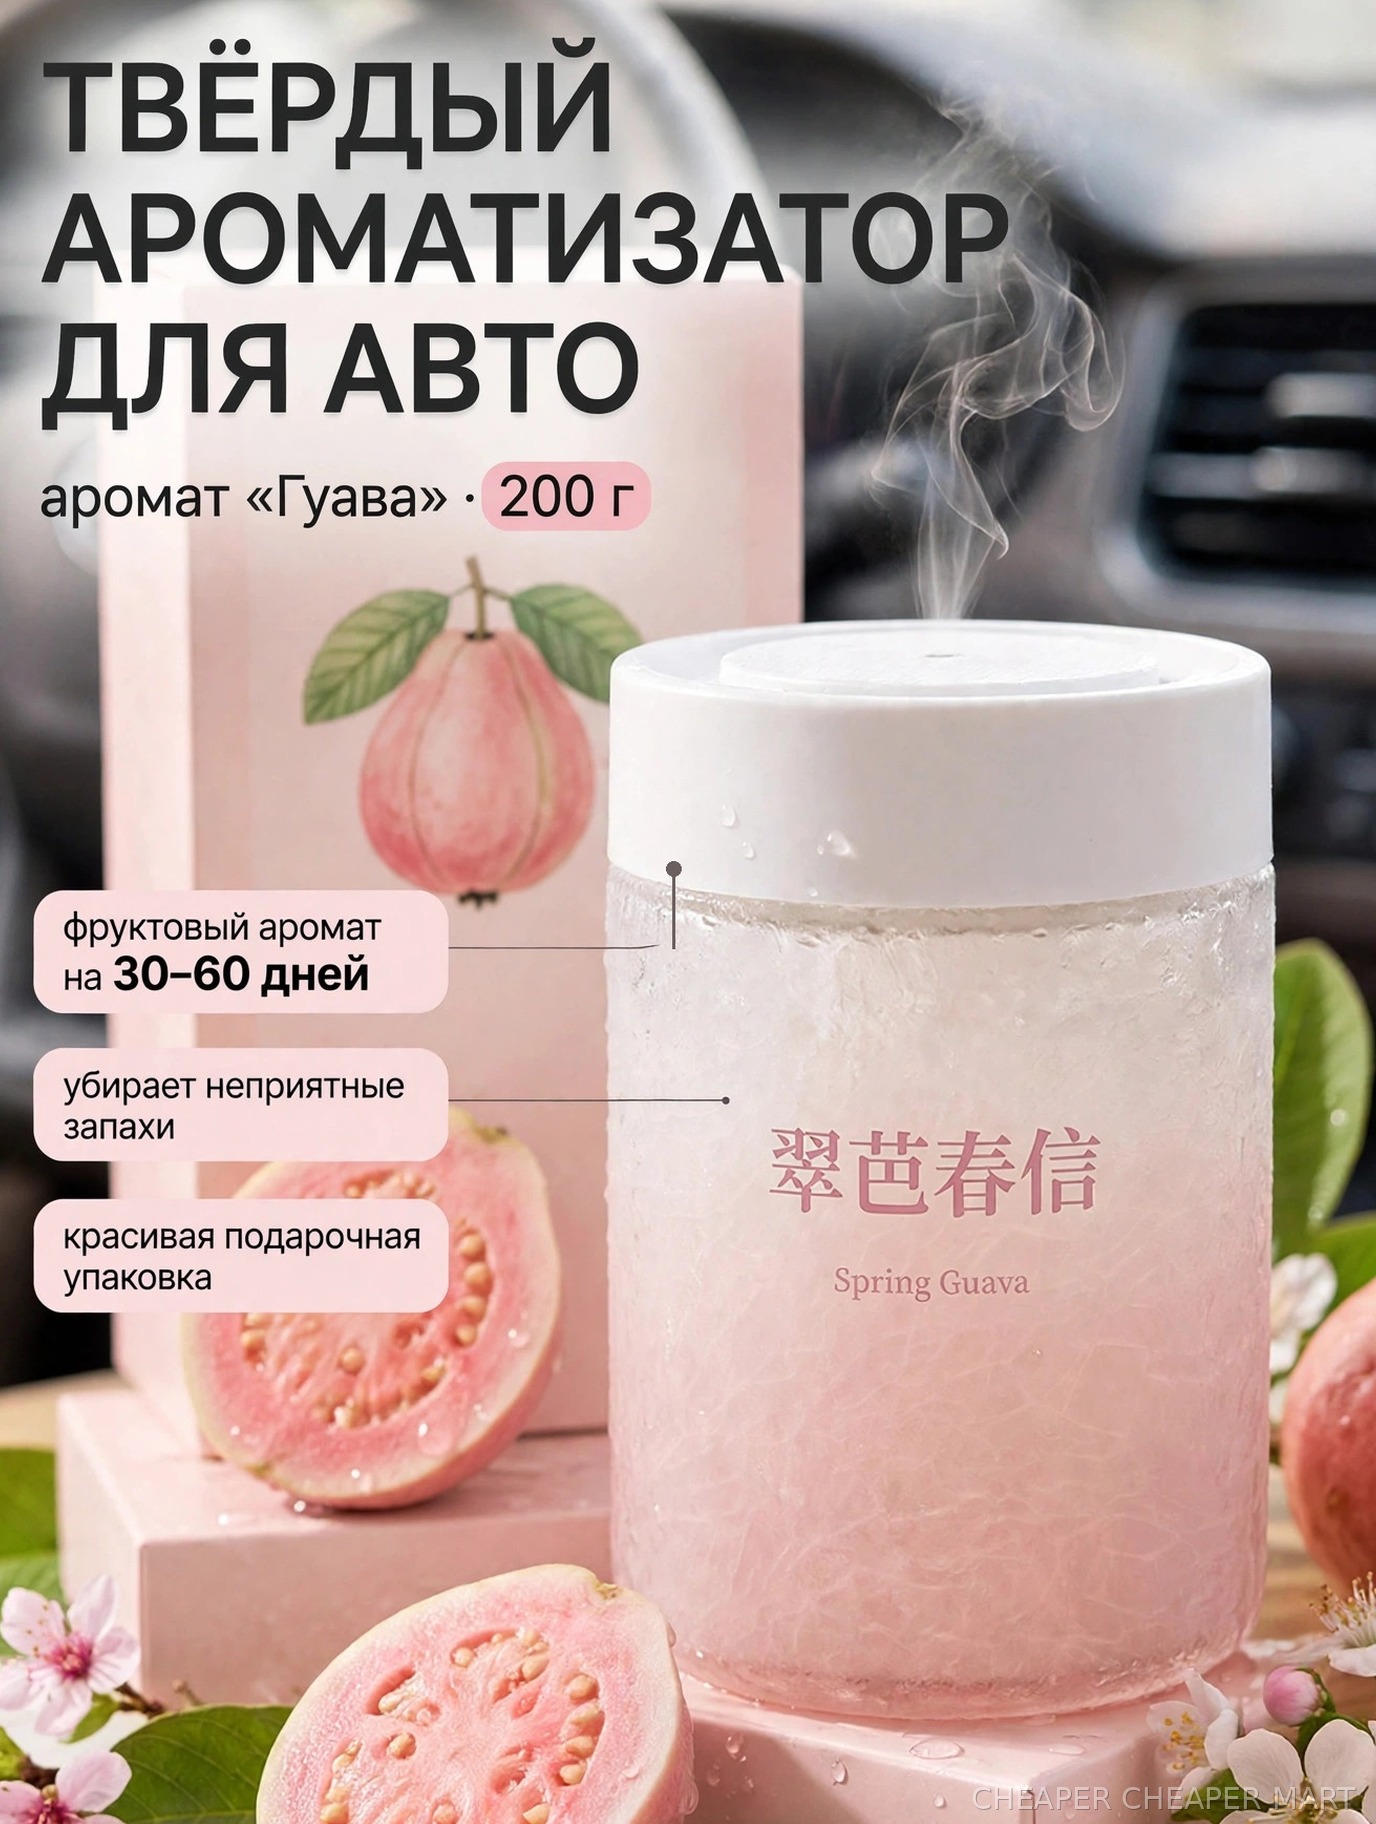 ТВЁРДЫЙ
АРОМАТИЗАТОР
ДЛЯ АВТО
аромат «Гуава» · 200 г
фруктовый аромат
на 30–60 дней
убирает неприятные
запахи
красивая подарочная
упаковка
翠芭春信
Spring Guava
CHEAPER CHEAPER MART